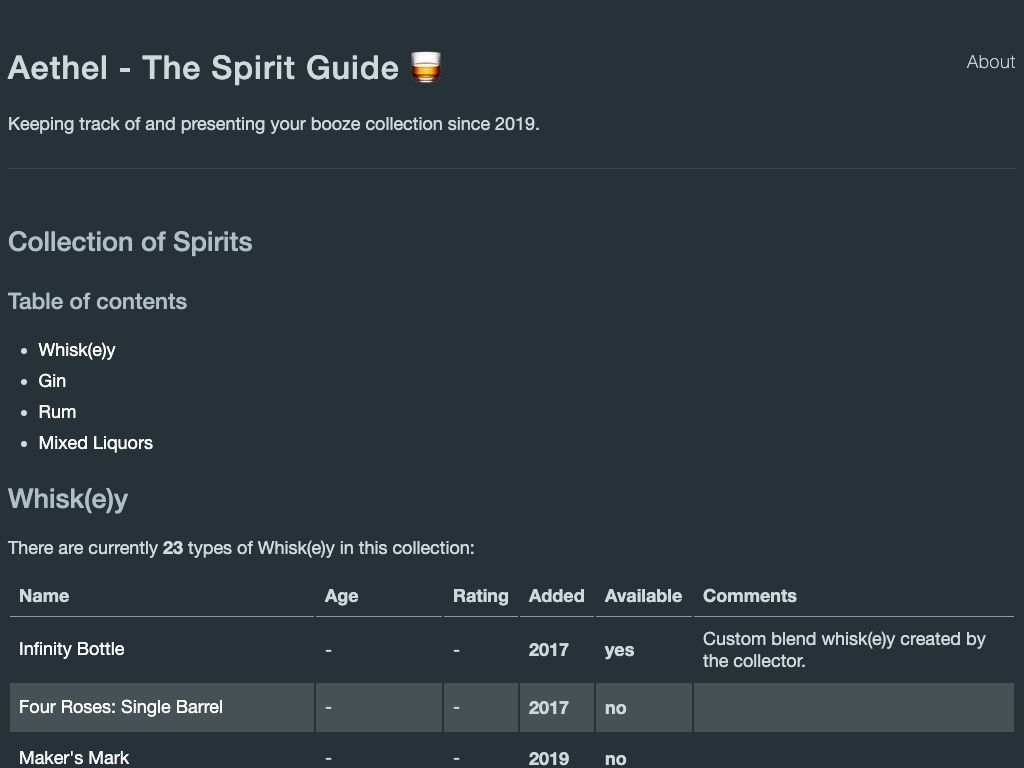 Aethel - The Spirit Guide 🥃
About
Keeping track of and presenting your booze collection since 2019.
Collection of Spirits
Table of contents
• Whisk(e)y
• Gin
• Rum
• Mixed Liquors
Whisk(e)y
There are currently 23 types of Whisk(e)y in this collection:
Name Age Rating Added Available Comments
Infinity Bottle - - 2017 yes Custom blend whisk(e)y created by
the collector.
Four Roses: Single Barrel - - 2017 no
Maker's Mark - - 2019 no